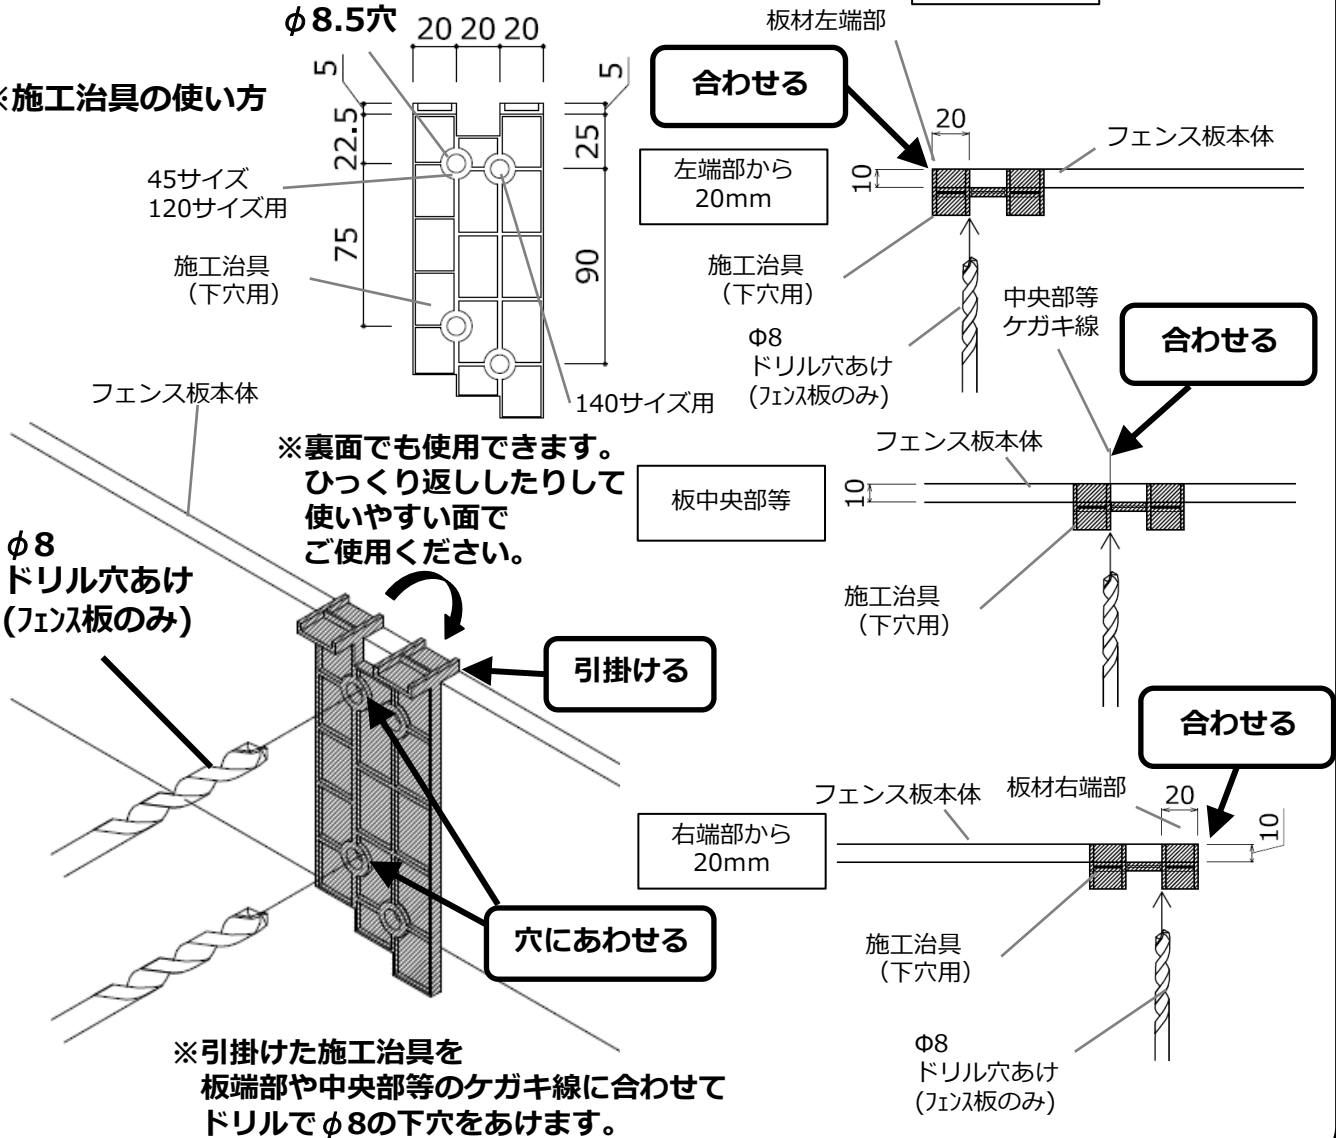 ※施工治具の使い方
φ8.5穴
20 20 20
5
5
22.5
25
75
90
45サイズ
120サイズ用
施工治具
（下穴用）
140サイズ用
フェンス板本体
※裏面でも使用できます。
ひっくり返ししたりして
使いやすい面で
ご使用ください。
φ8
ドリル穴あけ
(フェンス板のみ)
引掛ける
穴にあわせる
※引掛けた施工治具を
板端部や中央部等のケガキ線に合わせて
ドリルでφ8の下穴をあけます。
板材左端部
合わせる
20
フェンス板本体
左端部から
20mm
10
施工治具
（下穴用）
Φ8
ドリル穴あけ
(フェンス板のみ)
中央部等
ケガキ線
合わせる
フェンス板本体
板中央部等
10
施工治具
（下穴用）
合わせる
フェンス板本体
板材右端部
20
右端部から
20mm
10
施工治具
（下穴用）
Φ8
ドリル穴あけ
(フェンス板のみ)